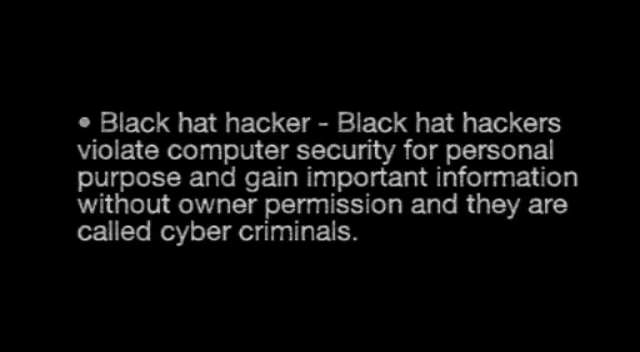 • Black hat hacker - Black hat hackers
violate computer security for personal
purpose and gain important information
without owner permission and they are
called cyber criminals.